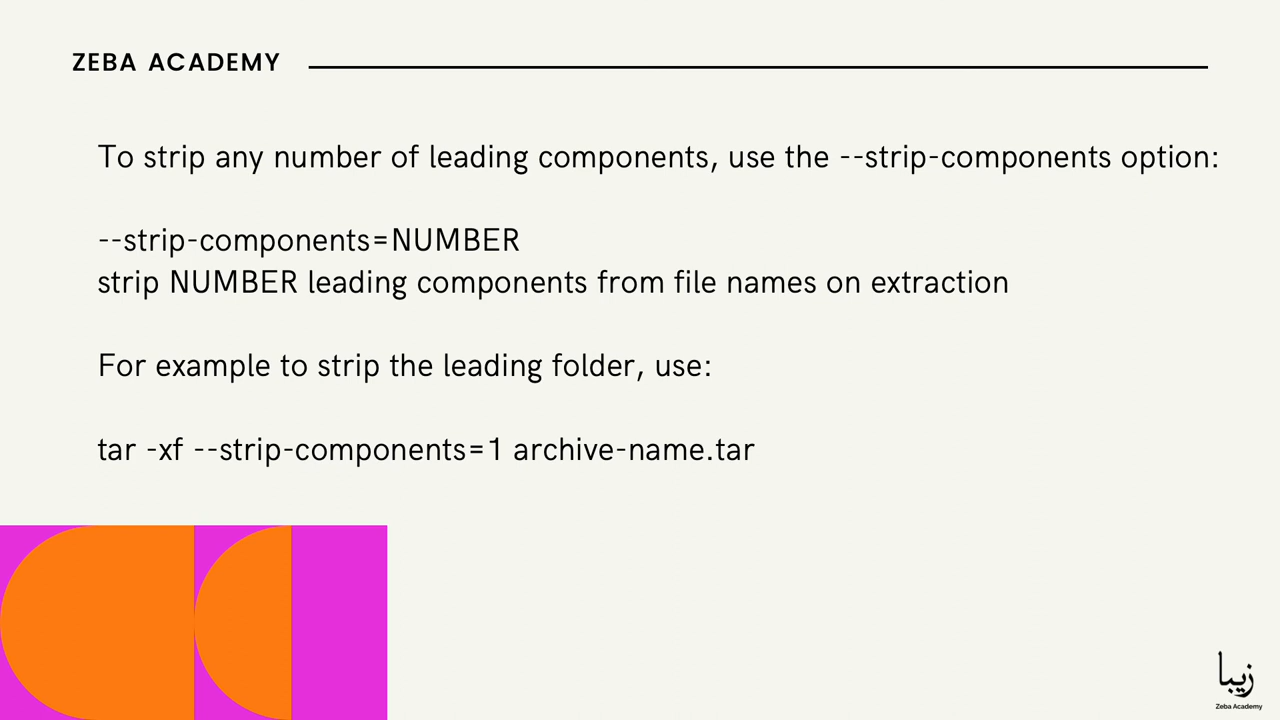 ZEBA ACADEMY
To strip any number of leading components, use the --strip-components option:
--strip-components=NUMBER
strip NUMBER leading components from file names on extraction
For example to strip the leading folder, use:
tar -xf --strip-components=1 archive-name.tar
زیبا
Zeba Academy